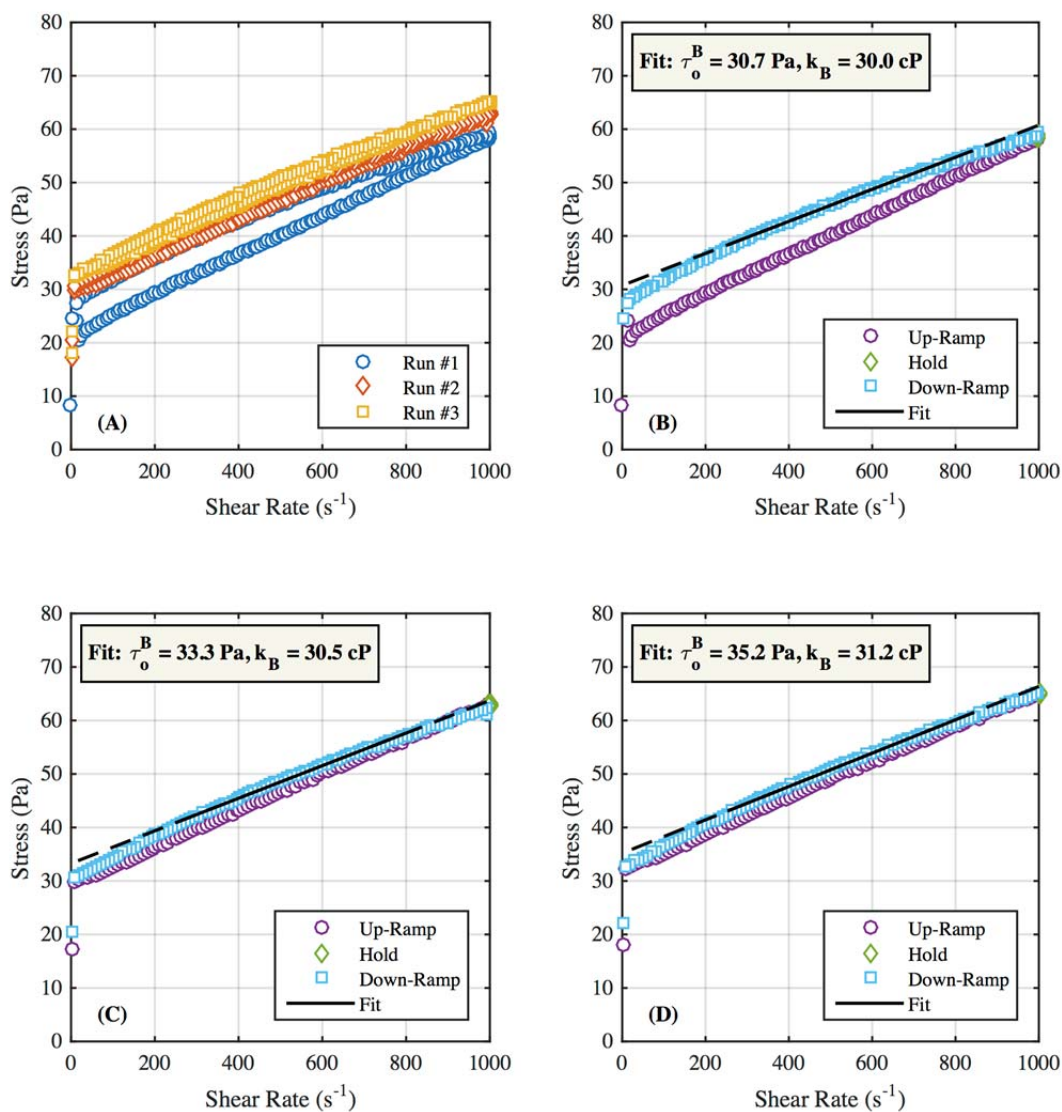 80
70
60
50
40
30
20
10
0
Stress (Pa)
Run #1
Run #2
Run #3
(A)
0 200 400 600 800 1000
Shear Rate (s⁻¹)
80
70
60
50
40
30
20
10
0
Stress (Pa)
Fit: τ_o^B = 30.7 Pa, k_B = 30.0 cP
Up-Ramp
Hold
Down-Ramp
Fit
(B)
0 200 400 600 800 1000
Shear Rate (s⁻¹)
80
70
60
50
40
30
20
10
0
Stress (Pa)
Fit: τ_o^B = 33.3 Pa, k_B = 30.5 cP
Up-Ramp
Hold
Down-Ramp
Fit
(C)
0 200 400 600 800 1000
Shear Rate (s⁻¹)
80
70
60
50
40
30
20
10
0
Stress (Pa)
Fit: τ_o^B = 35.2 Pa, k_B = 31.2 cP
Up-Ramp
Hold
Down-Ramp
Fit
(D)
0 200 400 600 800 1000
Shear Rate (s⁻¹)